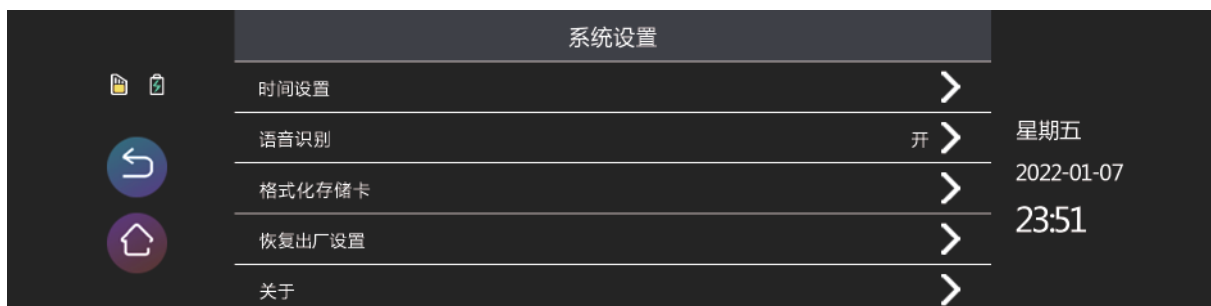 系统设置
时间设置
语音识别 开
格式化存储卡
恢复出厂设置
关于
星期五
2022-01-07
23:51